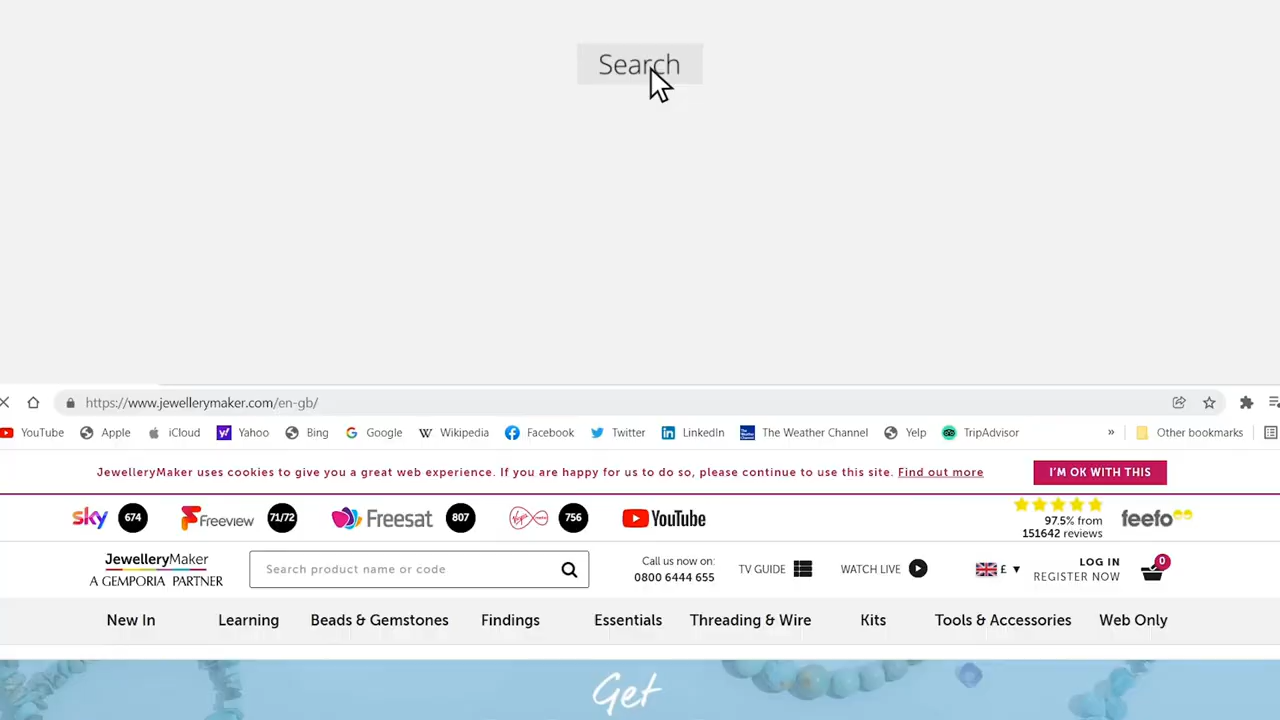 Search
https://www.jewellerymaker.com/en-gb/
YouTube Apple iCloud Yahoo Bing Google Wikipedia Facebook Twitter LinkedIn The Weather Channel Yelp TripAdvisor » Other bookmarks
JewelleryMaker uses cookies to give you a great web experience. If you are happy for us to do so, please continue to use this site. Find out more I'M OK WITH THIS
sky 674 Freeview 71/72 Freesat 807 Virgin media 756 YouTube
97.5% from
151642 reviews
feefo
JewelleryMaker
A GEMPORIA PARTNER
Search product name or code
Call us now on:
0800 6444 655
TV GUIDE WATCH LIVE £ ▼
LOG IN
REGISTER NOW
0
New In Learning Beads & Gemstones Findings Essentials Threading & Wire Kits Tools & Accessories Web Only
Get